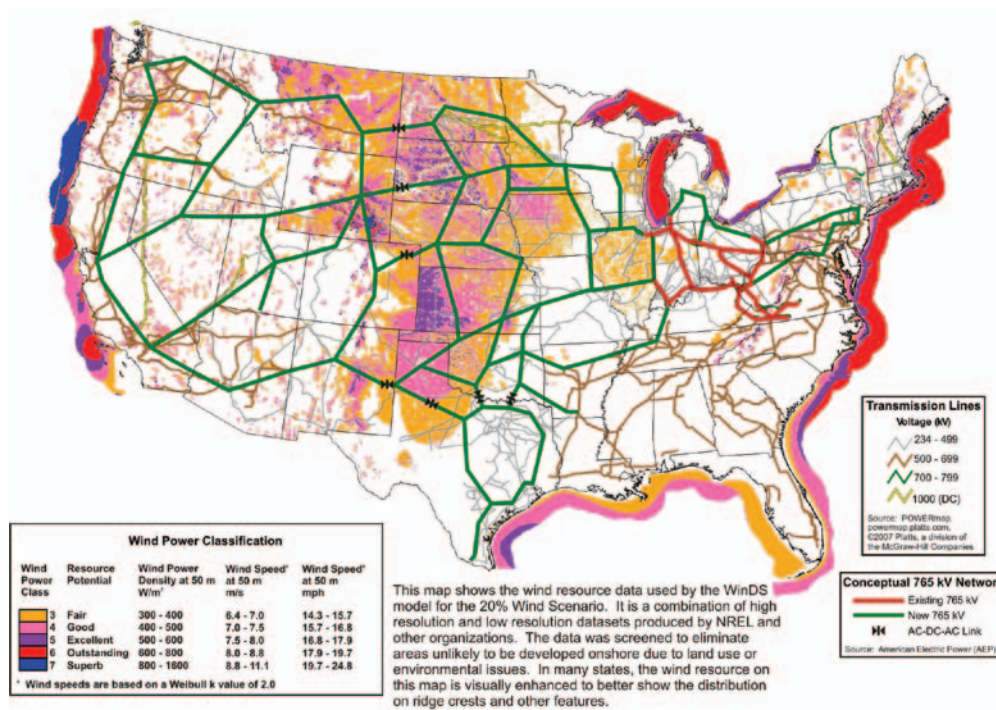 Transmission Lines
Voltage (kV)
234 - 499
500 - 699
700 - 799
1000 (DC)
Source: POWERmap,
powermap.platts.com,
©2007 Platts, a division of
the McGraw-Hill Companies
Wind Power Classification
Wind Power Class Resource Potential Wind Power Density at 50 m W/m² Wind Speed* at 50 m m/s Wind Speed* at 50 m mph
3 Fair 300 - 400 6.4 - 7.0 14.3 - 15.7
4 Good 400 - 500 7.0 - 7.5 15.7 - 16.8
5 Excellent 500 - 600 7.5 - 8.0 16.8 - 17.9
6 Outstanding 600 - 800 8.0 - 8.8 17.9 - 19.7
7 Superb 800 - 1600 8.8 - 11.1 19.7 - 24.8
* Wind speeds are based on a Weibull k value of 2.0
This map shows the wind resource data used by the WinDS
model for the 20% Wind Scenario. It is a combination of high
resolution and low resolution datasets produced by NREL and
other organizations. The data was screened to eliminate
areas unlikely to be developed onshore due to land use or
environmental issues. In many states, the wind resource on
this map is visually enhanced to better show the distribution
on ridge crests and other features.
Conceptual 765 kV Network
Existing 765 kV
New 765 kV
AC-DC-AC Link
Source: American Electric Power (AEP)